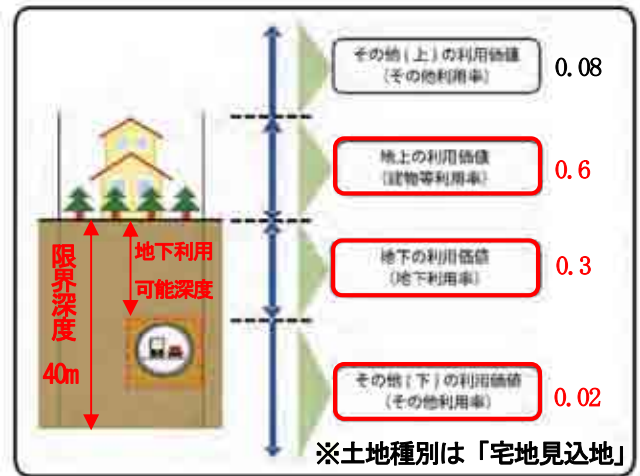 その他(上)の利用価値
(その他利用率)
0.08
地上の利用価値
(建物等利用率)
0.6
限界深度
40m
地下利用
可能深度
地下の利用価値
(地下利用率)
0.3
その他(下)の利用価値
(その他利用率)
0.02
※土地種別は「宅地見込地」